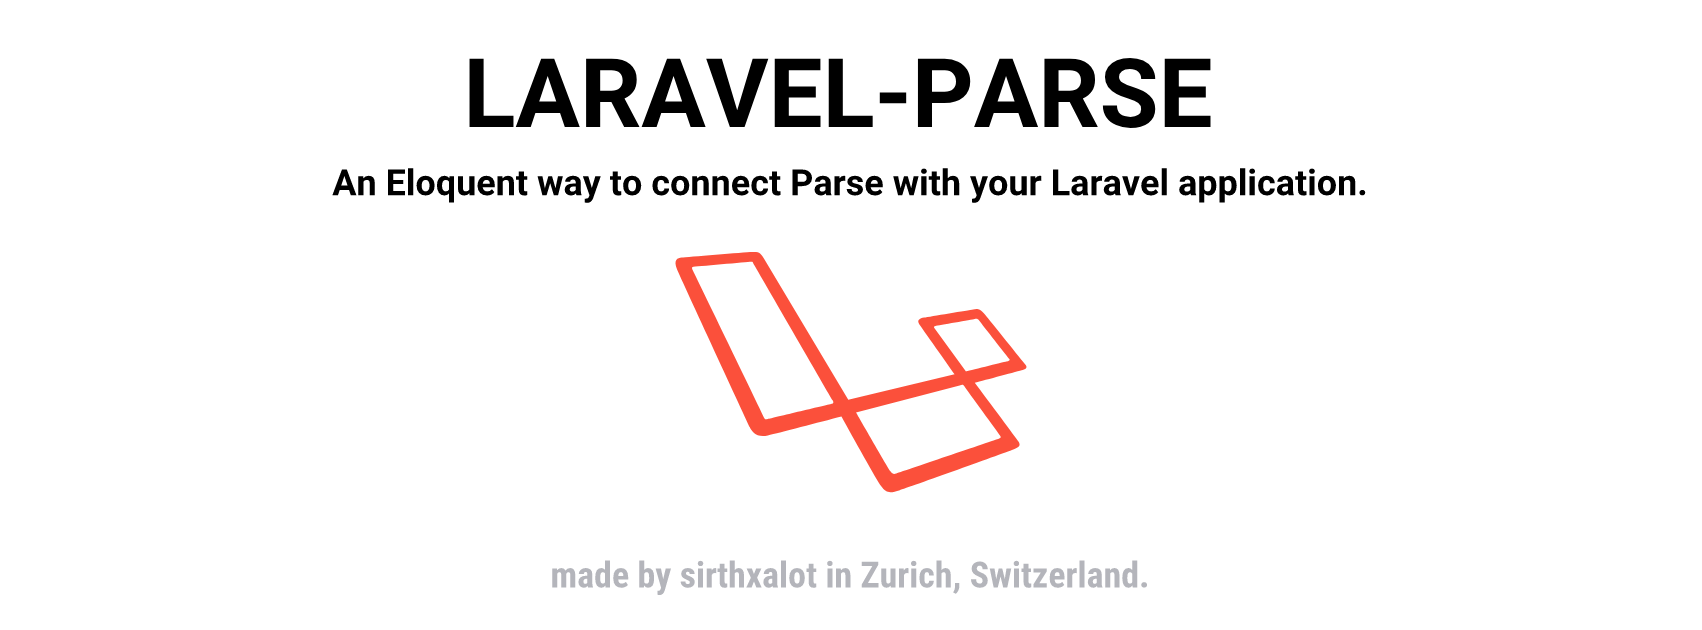 LARAVEL-PARSE
An Eloquent way to connect Parse with your Laravel application.
made by sirthxalot in Zurich, Switzerland.